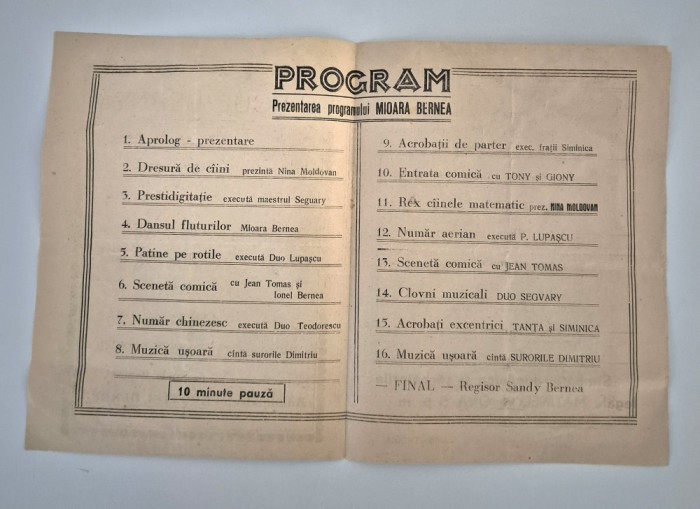 PROGRAM
Prezentarea programului MIOARA BERNEA
1. Aprolog - prezentare
2. Dresură de cîini prezintă Nina Moldovan
3. Prestidigitație execută maestrul Seguary
4. Dansul fluturilor Mioara Bernea
5. Patine pe rotile execută Duo Lupașcu
6. Scenetă comică cu Jean Tomas și
Ionel Bernea
7. Număr chinezesc execută Duo Teodorescu
8. Muzică ușoară cîntă surorile Dimitriu
10 minute pauză
9. Acrobații de parter exec. frații Siminica
10. Entrata comică cu TONY și GIONY
11. Rex cîinele matematic prez. NINA MOLDOVAN
12. Număr aerian execută P. LUPAȘCU
13. Scenetă comică cu JEAN TOMAS
14. Clovni muzicali DUO SEGVARY
15. Acrobați excentrici TANȚA și SIMINICA
16. Muzică ușoară cîntă SURORILE DIMITRIU
— FINAL — Regisor Sandy Bernea